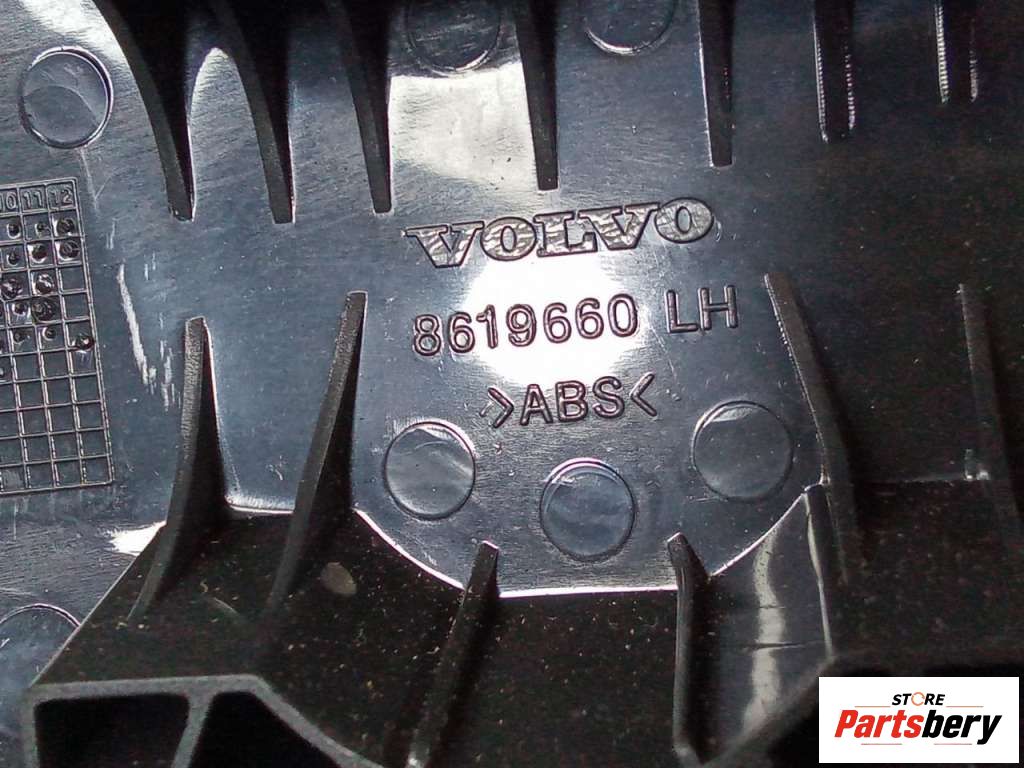 10 11 12
VOLVO
8619660 LH
>ABS<
STORE
Partsbery